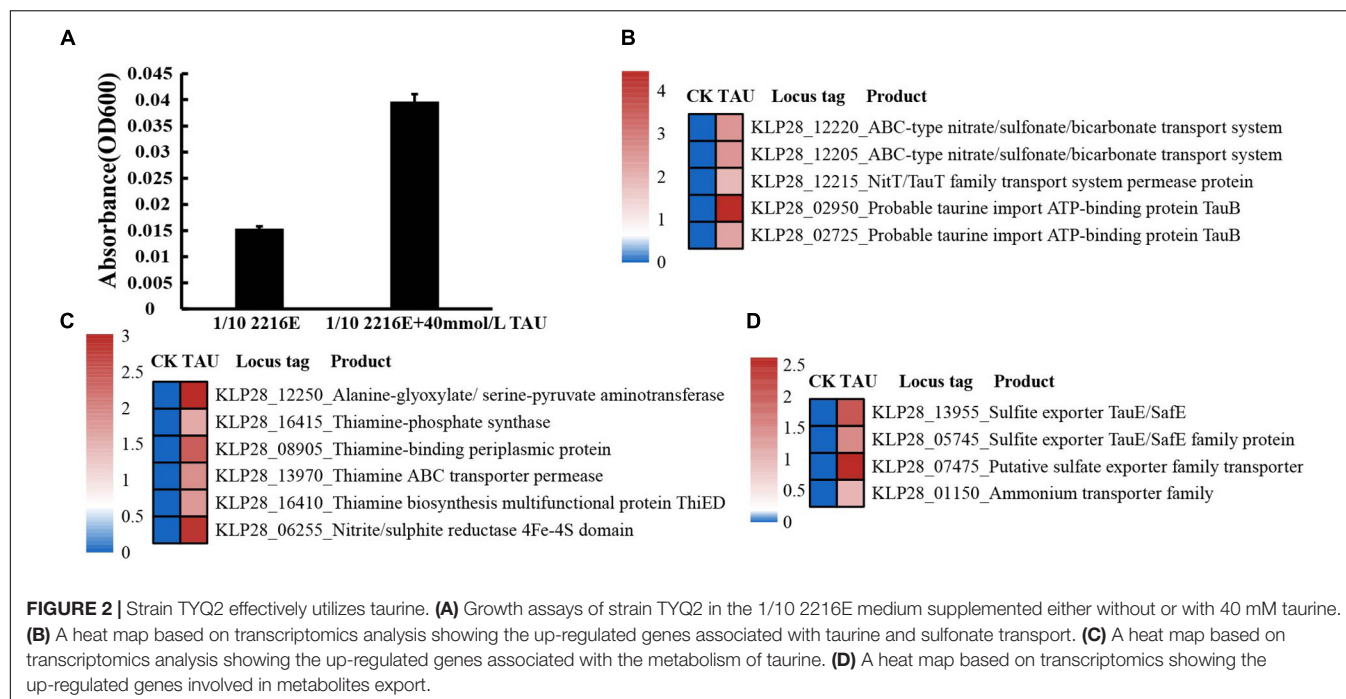 A
0.045
0.04
0.035
0.03
0.025
0.02
0.015
0.01
0.005
0
Absorbance(OD600)
1/10 2216E 1/10 2216E+40mmol/L TAU
B
4
3
2
1
0
CK TAU Locus tag Product
KLP28_12220_ABC-type nitrate/sulfonate/bicarbonate transport system
KLP28_12205_ABC-type nitrate/sulfonate/bicarbonate transport system
KLP28_12215_NitT/TauT family transport system permease protein
KLP28_02950_Probable taurine import ATP-binding protein TauB
KLP28_02725_Probable taurine import ATP-binding protein TauB
C
3
2.5
2
1.5
1
0.5
0
CK TAU Locus tag Product
KLP28_12250_Alanine-glyoxylate/ serine-pyruvate aminotransferase
KLP28_16415_Thiamine-phosphate synthase
KLP28_08905_Thiamine-binding periplasmic protein
KLP28_13970_Thiamine ABC transporter permease
KLP28_16410_Thiamine biosynthesis multifunctional protein ThiED
KLP28_06255_Nitrite/sulphite reductase 4Fe-4S domain
D
2.5
2
1.5
1
0.5
0
CK TAU Locus tag Product
KLP28_13955_Sulfite exporter TauE/SafE
KLP28_05745_Sulfite exporter TauE/SafE family protein
KLP28_07475_Putative sulfate exporter family transporter
KLP28_01150_Ammonium transporter family
FIGURE 2 | Strain TYQ2 effectively utilizes taurine. (A) Growth assays of strain TYQ2 in the 1/10 2216E medium supplemented either without or with 40 mM taurine.
(B) A heat map based on transcriptomics analysis showing the up-regulated genes associated with taurine and sulfonate transport. (C) A heat map based on
transcriptomics analysis showing the up-regulated genes associated with the metabolism of taurine. (D) A heat map based on transcriptomics showing the
up-regulated genes involved in metabolites export.